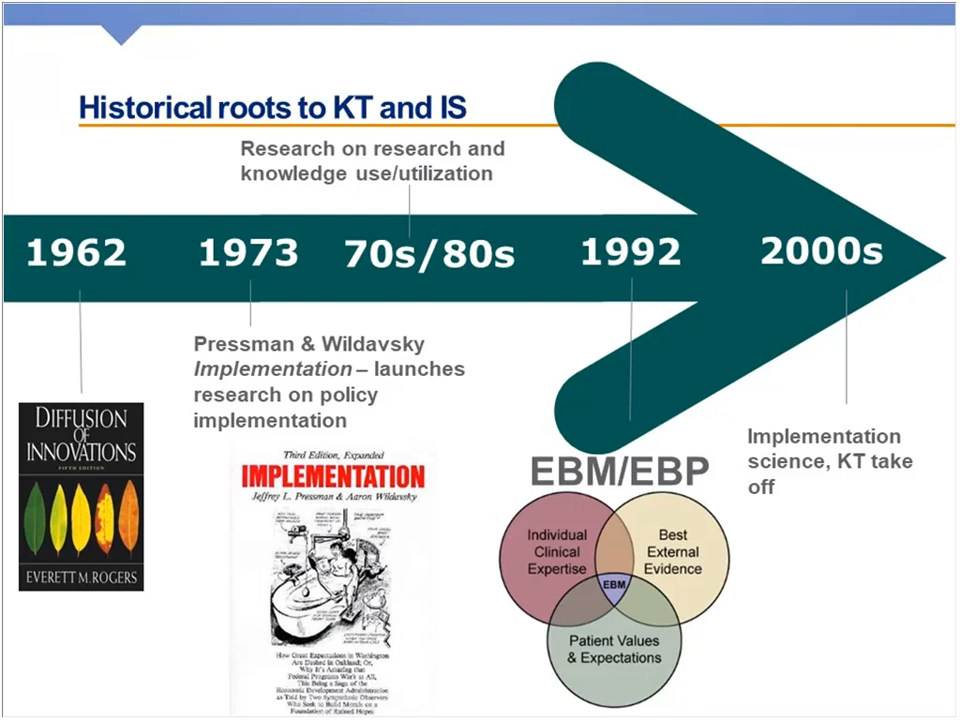 Historical roots to KT and IS
Research on research and
knowledge use/utilization
1962
1973
70s/80s
1992
2000s
Pressman & Wildavsky
Implementation – launches
research on policy
implementation
DIFFUSION
OF
INNOVATIONS
FIFTH EDITION
EVERETT M. ROGERS
Third Edition, Expanded
IMPLEMENTATION
Jeffrey L. Pressman & Aaron Wildavsky
How Great Expectations in Washington
Are Dashed in Oakland; Or,
Why It's Amazing that
Federal Programs Work at All,
This Being a Saga of the
Economic Development Administration
as Told by Two Sympathetic Observers
Who Seek to Build Morals on a
Foundation of Ruined Hopes
EBM/EBP
Individual
Clinical
Expertise
Best
External
Evidence
EBM
Patient Values
& Expectations
Implementation
science, KT take
off